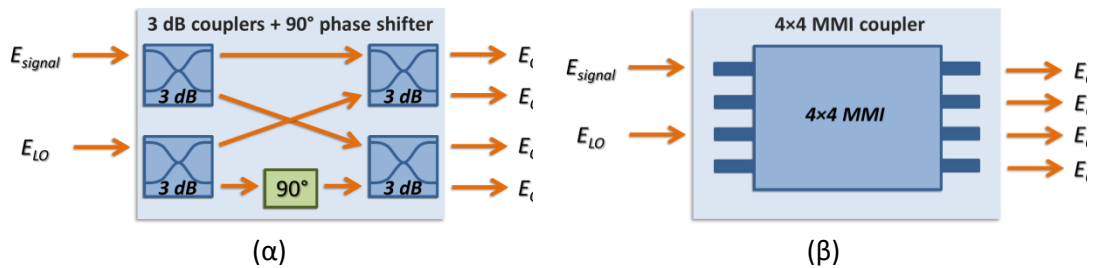 3 dB couplers + 90° phase shifter
E_signal
3 dB
3 dB
E_LO
3 dB
90°
3 dB
(α)
4×4 MMI coupler
E_signal
4×4 MMI
E_LO
(β)